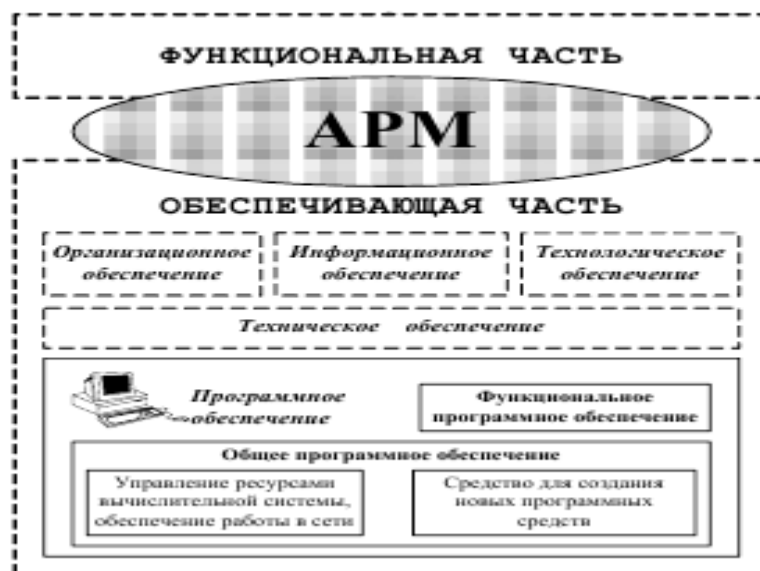 ФУНКЦИОНАЛЬНАЯ ЧАСТЬ
АРМ
ОБЕСПЕЧИВАЮЩАЯ ЧАСТЬ
Организационное
обеспечение
Информационное
обеспечение
Технологическое
обеспечение
Техническое обеспечение
Программное
обеспечение
Функциональное
программное обеспечение
Общее программное обеспечение
Управление ресурсами
вычислительной системы,
обеспечение работы в сети
Средство для создания
новых программных
средств